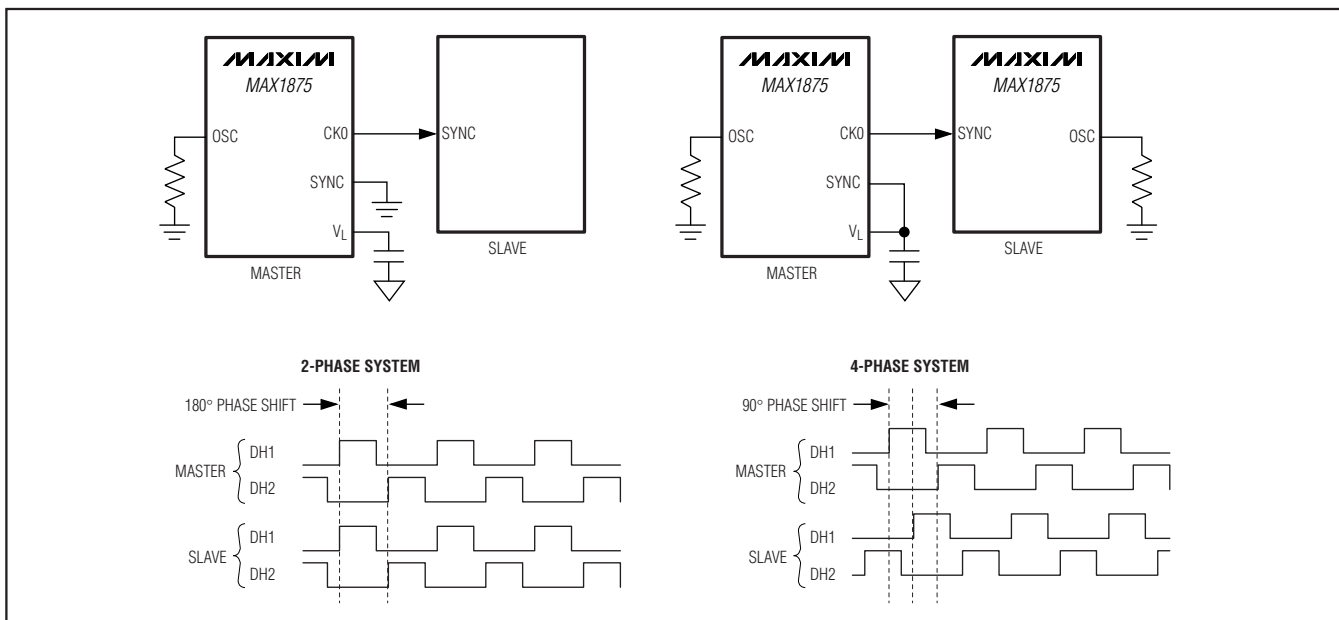 MAXIM
MAX1875
OSC
CK0
SYNC
VL
MASTER
SYNC
SLAVE
MAXIM
MAX1875
OSC
CK0
SYNC
VL
MASTER
MAXIM
MAX1875
SYNC
OSC
SLAVE
2-PHASE SYSTEM
180° PHASE SHIFT
MASTER
DH1
DH2
SLAVE
DH1
DH2
4-PHASE SYSTEM
90° PHASE SHIFT
MASTER
DH1
DH2
SLAVE
DH1
DH2